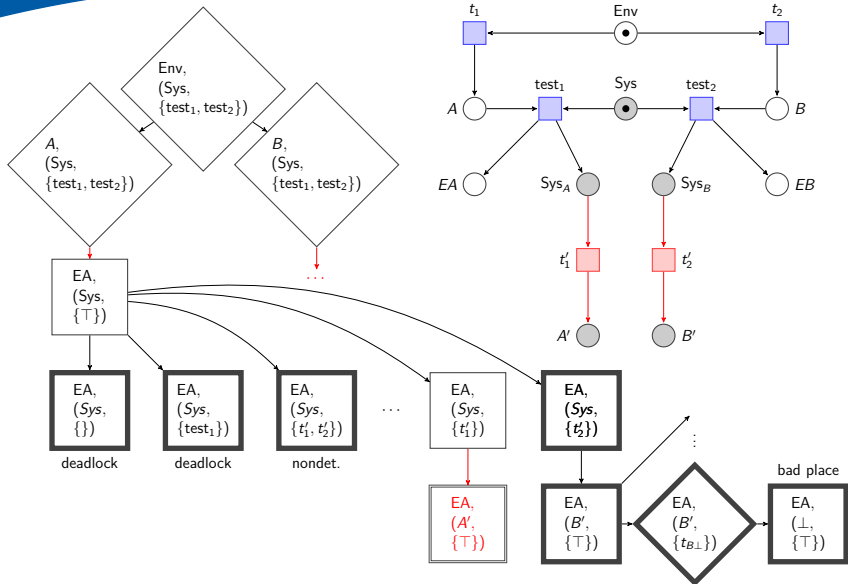 Env,
(Sys,
{test₁, test₂})
A,
(Sys,
{test₁, test₂})
B,
(Sys,
{test₁, test₂})
EA,
(Sys,
{⊤})
...
EA,
(Sys,
{})
deadlock
EA,
(Sys,
{test₁})
deadlock
EA,
(Sys,
{t′₁, t′₂})
nondet.
...
EA,
(Sys,
{t′₁})
EA,
(Sys,
{t′₂})
EA,
(A′,
{⊤})
EA,
(B′,
{⊤})
⋮
EA,
(B′,
{t_B⊥})
bad place
EA,
(⊥,
{⊤})
t₁
Env
t₂
A
test₁
Sys
test₂
B
EA
Sys_A
Sys_B
EB
t′₁
t′₂
A′
B′